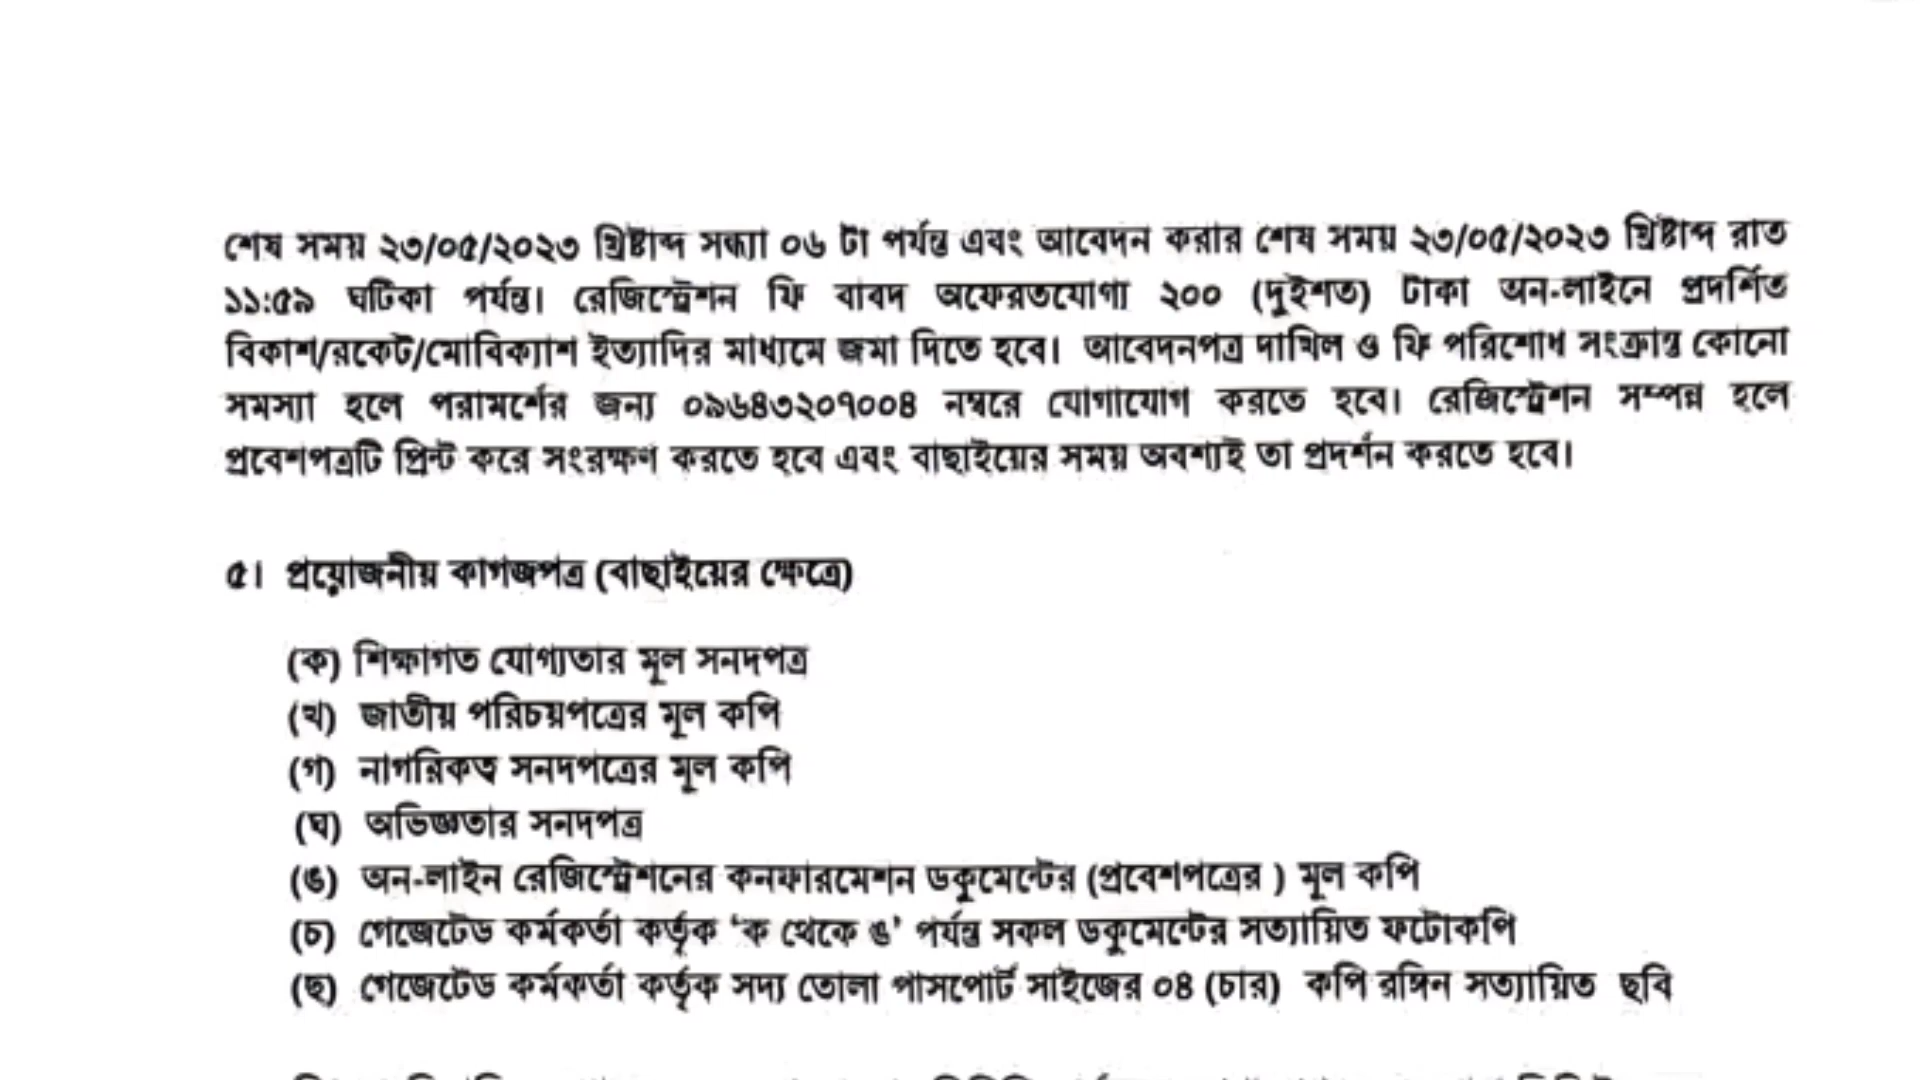 শেষ সময় ২৩/০৫/২০২৩ খ্রিষ্টাব্দ সন্ধ্যা ০৬ টা পর্যন্ত এবং আবেদন করার শেষ সময় ২৩/০৫/২০২৩ খ্রিষ্টাব্দ রাত
১১:৫৯ ঘটিকা পর্যন্ত। রেজিস্ট্রেশন ফি বাবদ অফেরতযোগ্য ২০০ (দুইশত) টাকা অন-লাইনে প্রদর্শিত
বিকাশ/রকেট/মোবিক্যাশ ইত্যাদির মাধ্যমে জমা দিতে হবে। আবেদনপত্র দাখিল ও ফি পরিশোধ সংক্রান্ত কোনো
সমস্যা হলে পরামর্শের জন্য ০৯৬৪৩২০৭০০৪ নম্বরে যোগাযোগ করতে হবে। রেজিস্ট্রেশন সম্পন্ন হলে
প্রবেশপত্রটি প্রিন্ট করে সংরক্ষণ করতে হবে এবং বাছাইয়ের সময় অবশ্যই তা প্রদর্শন করতে হবে।
৫। প্রয়োজনীয় কাগজপত্র (বাছাইয়ের ক্ষেত্রে)
(ক) শিক্ষাগত যোগ্যতার মূল সনদপত্র
(খ) জাতীয় পরিচয়পত্রের মূল কপি
(গ) নাগরিকত্ব সনদপত্রের মূল কপি
(ঘ) অভিজ্ঞতার সনদপত্র
(ঙ) অন-লাইন রেজিস্ট্রেশনের কনফারমেশন ডকুমেন্টের (প্রবেশপত্রের ) মূল কপি
(চ) গেজেটেড কর্মকর্তা কর্তৃক ‘ক থেকে ঙ’ পর্যন্ত সকল ডকুমেন্টের সত্যায়িত ফটোকপি
(ছ) গেজেটেড কর্মকর্তা কর্তৃক সদ্য তোলা পাসপোর্ট সাইজের ০৪ (চার) কপি রঙ্গিন সত্যায়িত ছবি